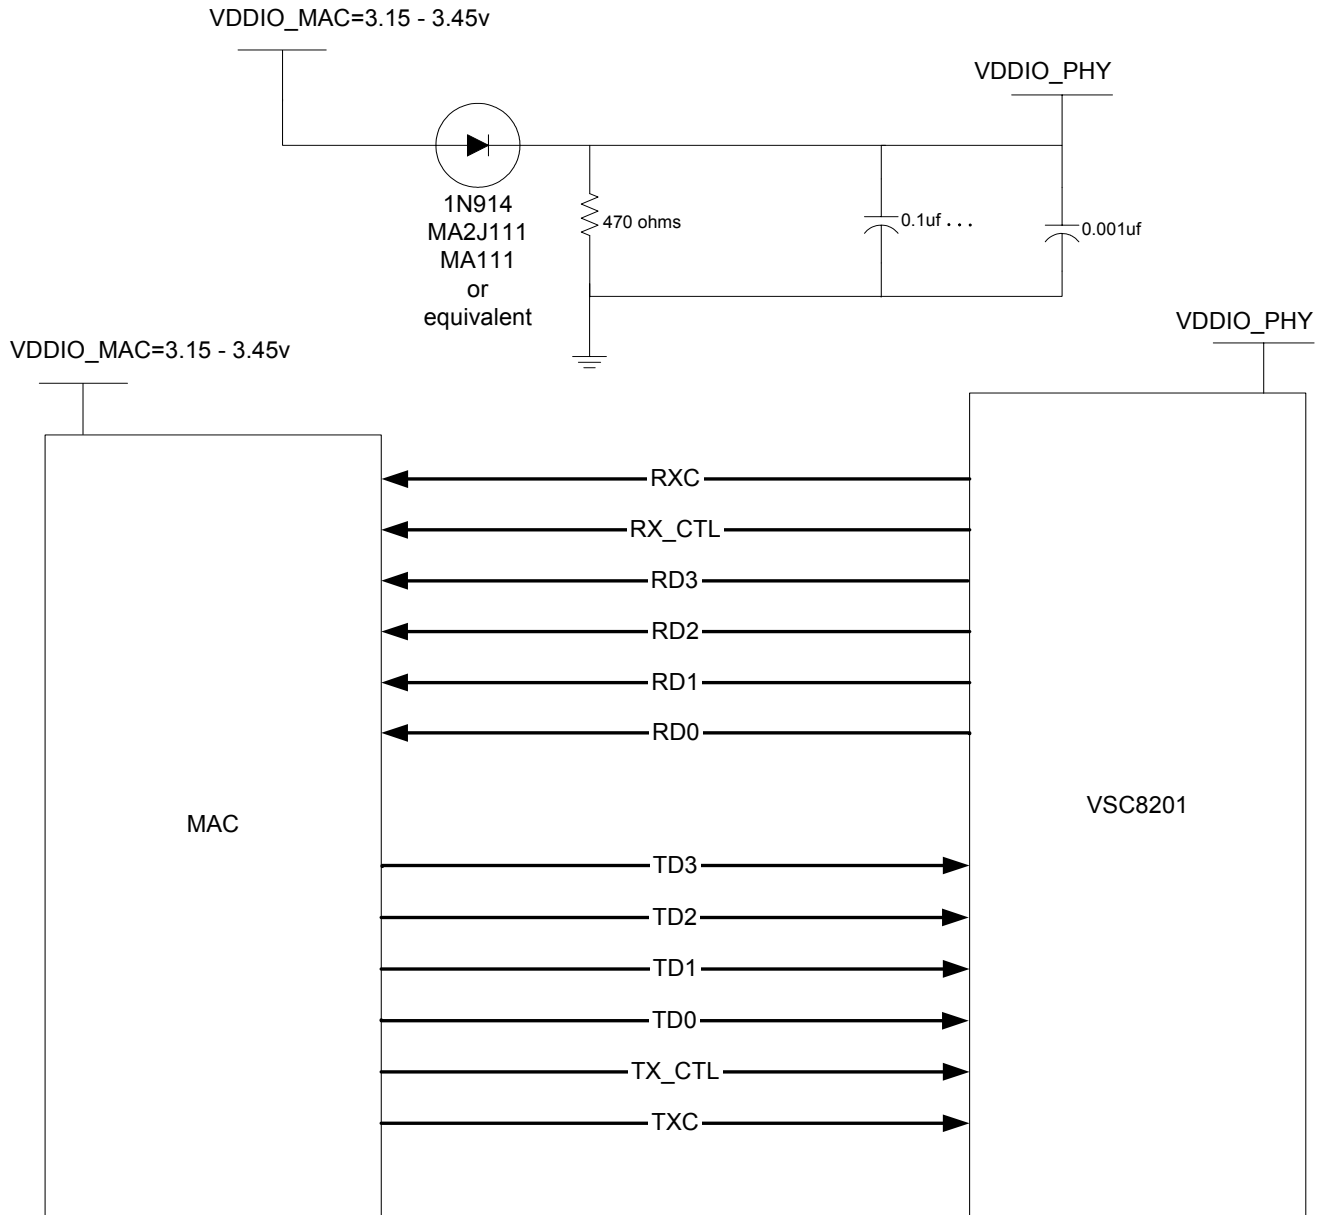 VDDIO_MAC=3.15 - 3.45v
VDDIO_PHY
1N914
MA2J111
MA111
or
equivalent
470 ohms
0.1uf . . .
0.001uf
VDDIO_PHY
VDDIO_MAC=3.15 - 3.45v
RXC
RX_CTL
RD3
RD2
RD1
RD0
MAC
VSC8201
TD3
TD2
TD1
TD0
TX_CTL
TXC